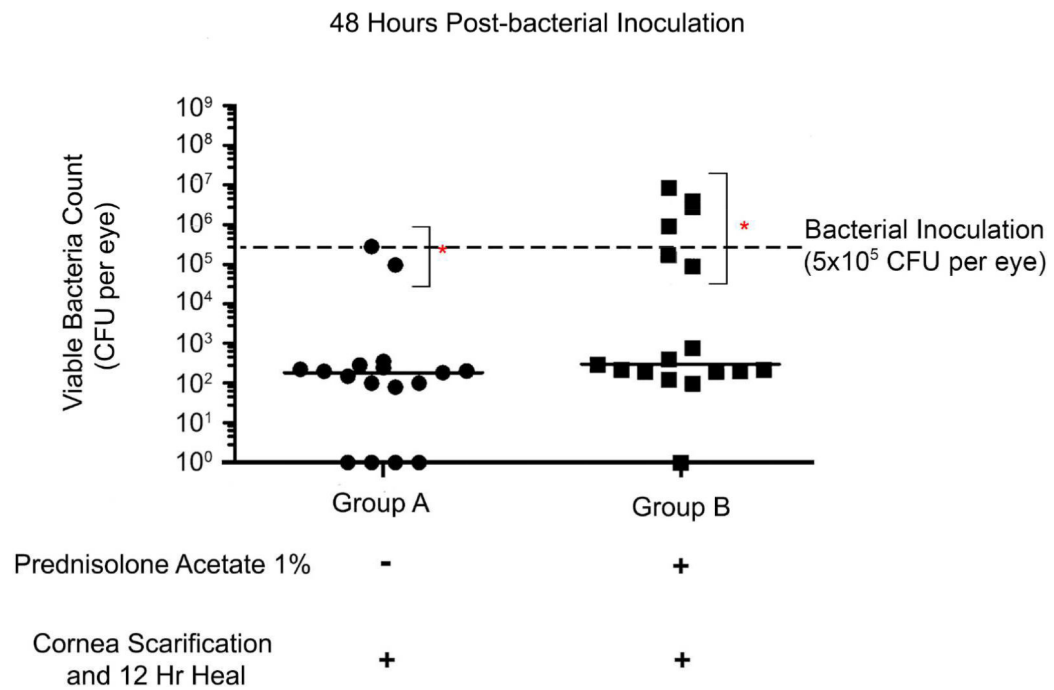 48 Hours Post-bacterial Inoculation
Viable Bacteria Count
(CFU per eye)
10⁹
10⁸
10⁷
10⁶
10⁵
10⁴
10³
10²
10¹
10⁰
*
*
Bacterial Inoculation
(5x10⁵ CFU per eye)
Group A
Group B
Prednisolone Acetate 1% - +
Cornea Scarification
and 12 Hr Heal + +